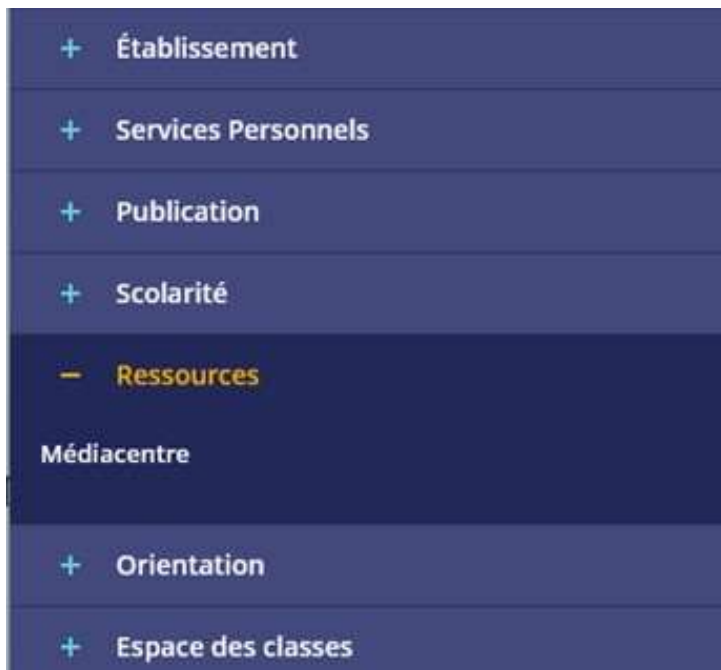 + Établissement
+ Services Personnels
+ Publication
+ Scolarité
− Ressources
Médiacentre
+ Orientation
+ Espace des classes